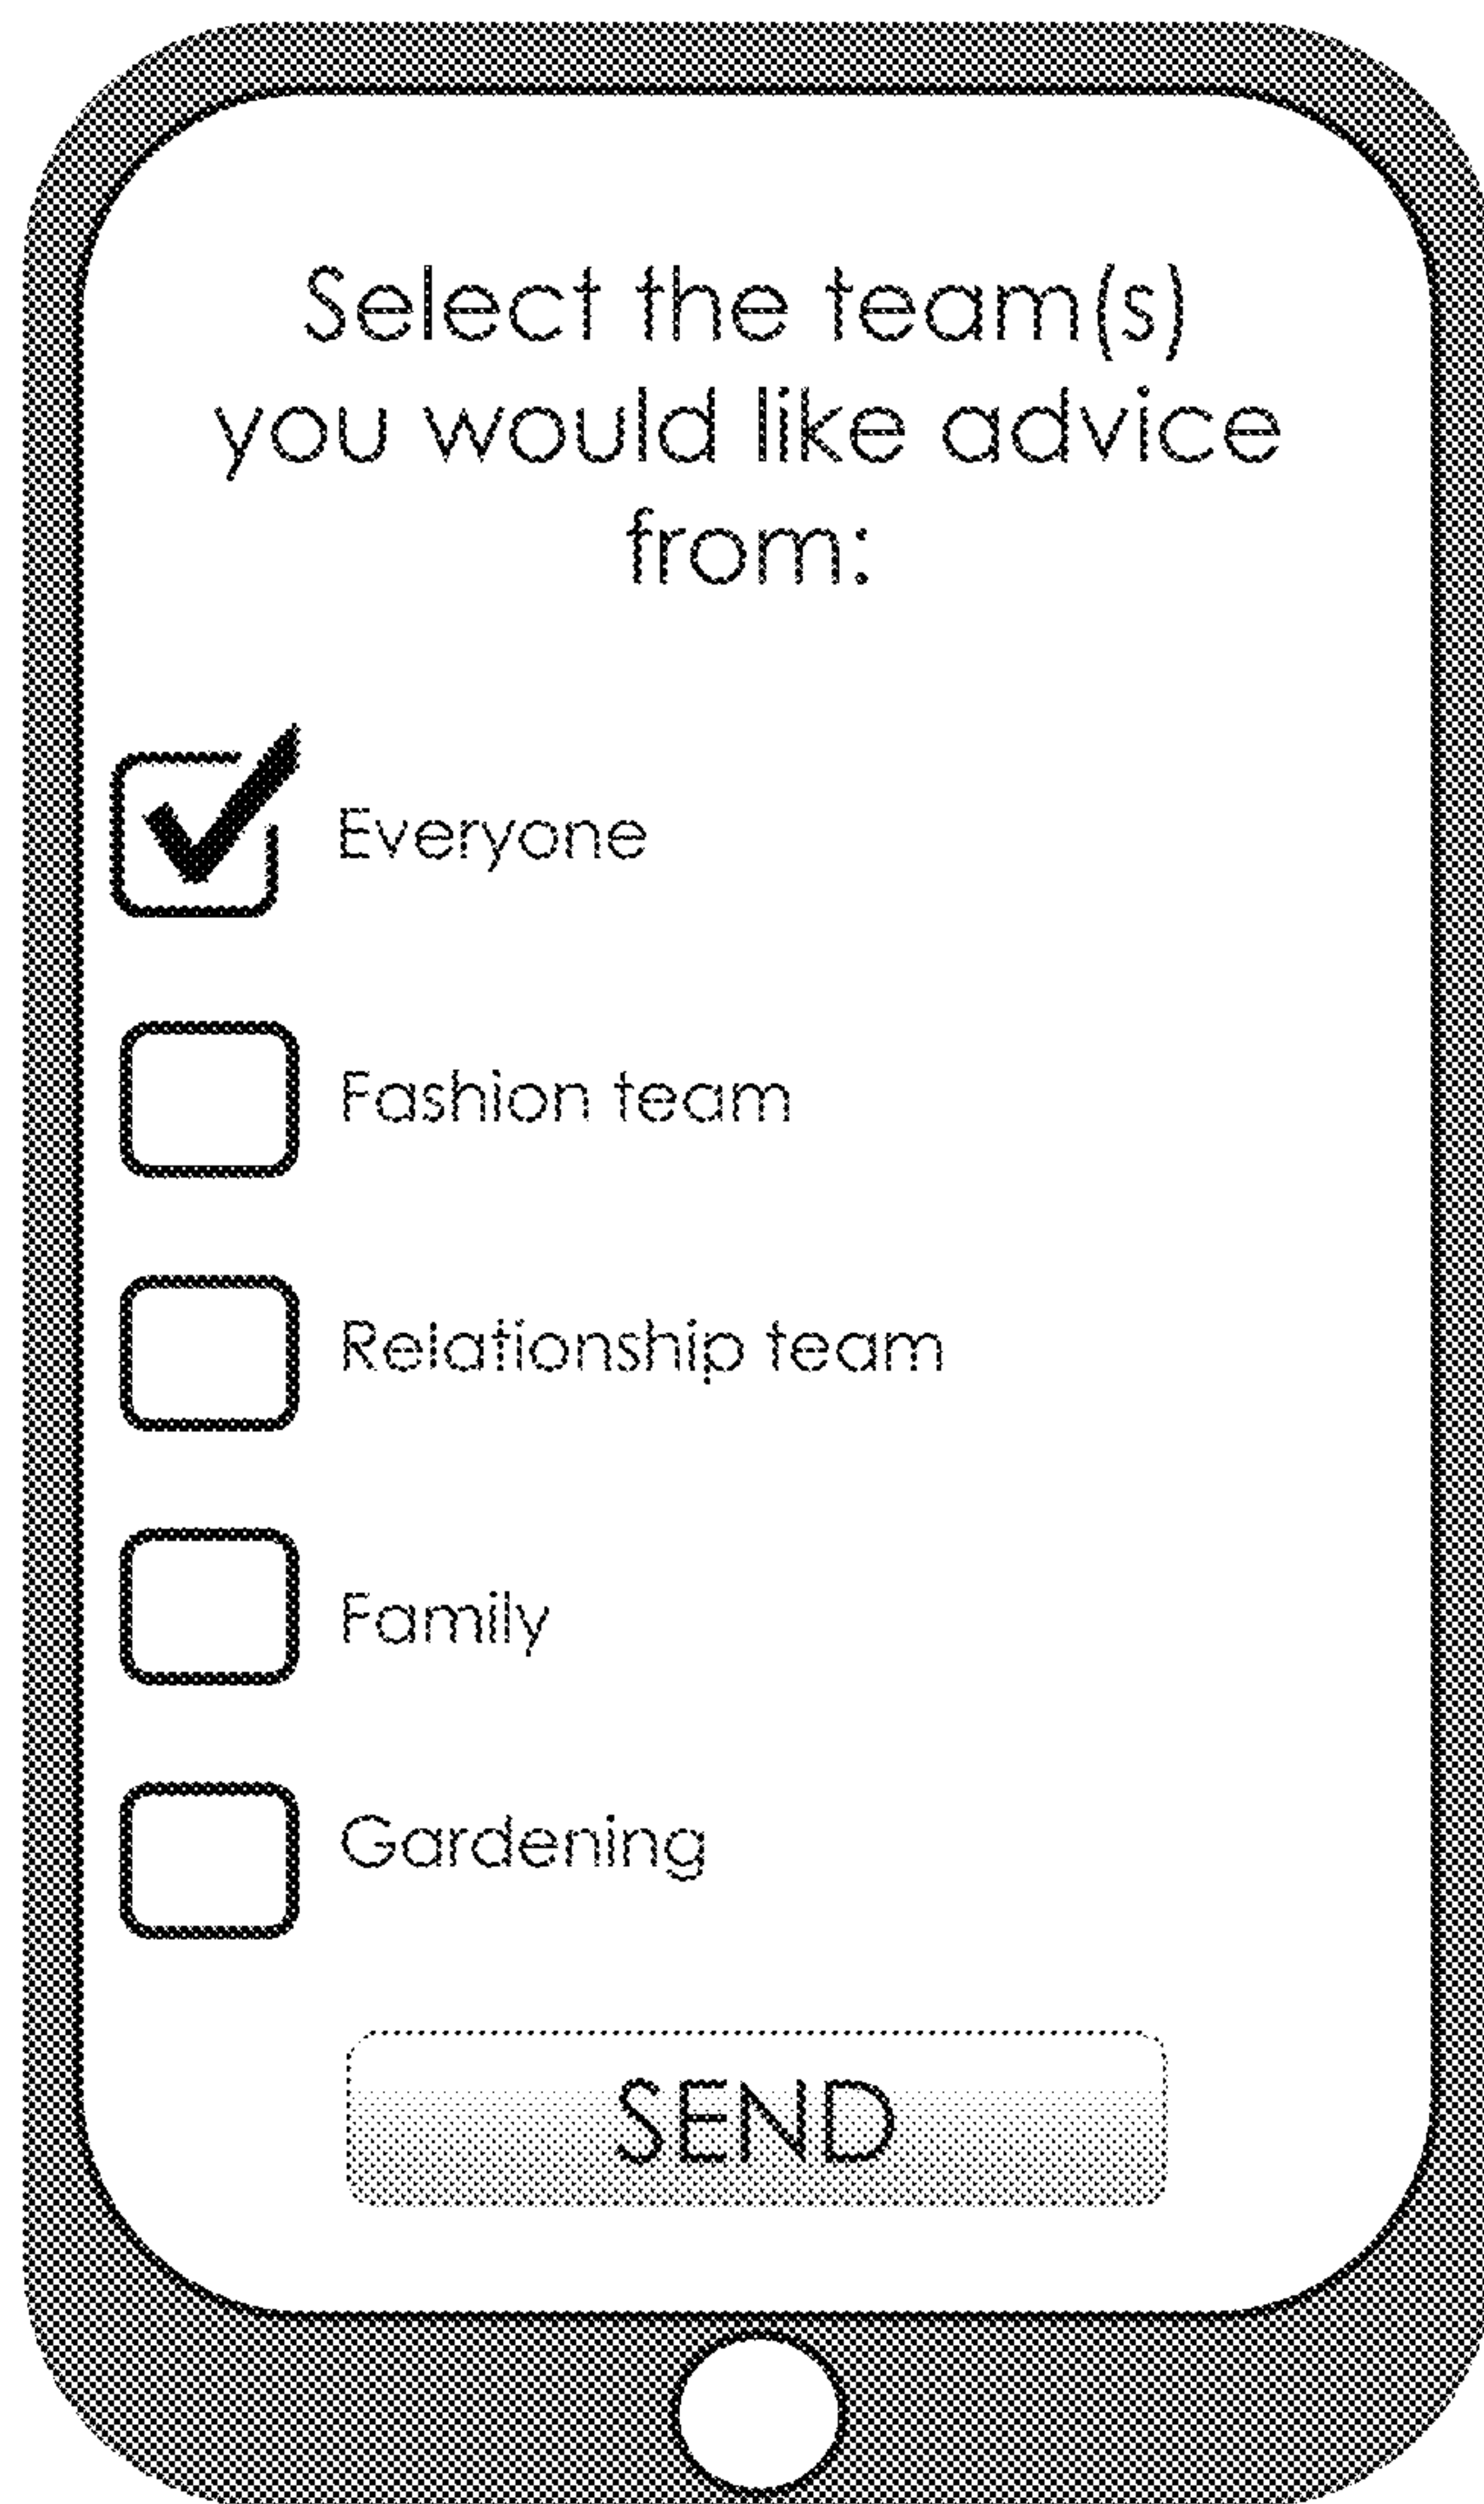 Select the team(s)
you would like advice
from:
Everyone
Fashion team
Relationship team
Family
Gardening
SEND